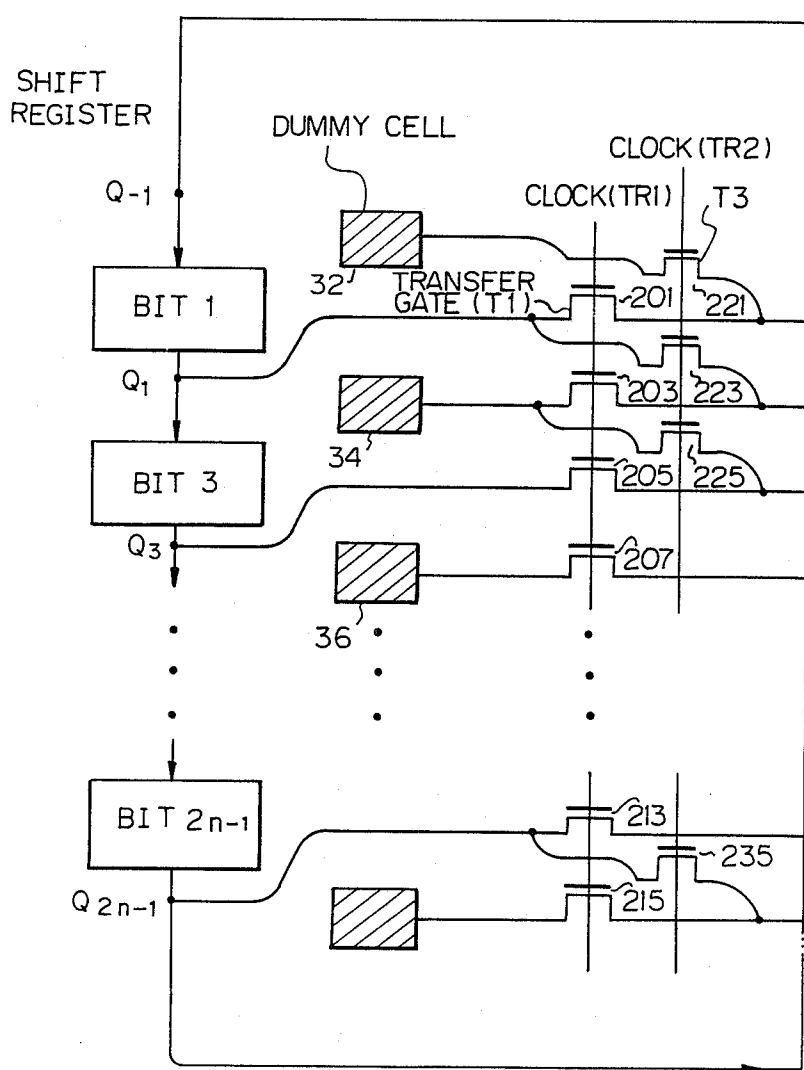 SHIFT
REGISTER
DUMMY CELL
CLOCK(TR2)
Q-1
CLOCK(TR1)
T3
32
TRANSFER
GATE (T1)
201
221
BIT 1
Q1
203
223
34
BIT 3
205
225
Q3
207
36
BIT 2n-1
213
235
Q2n-1
215